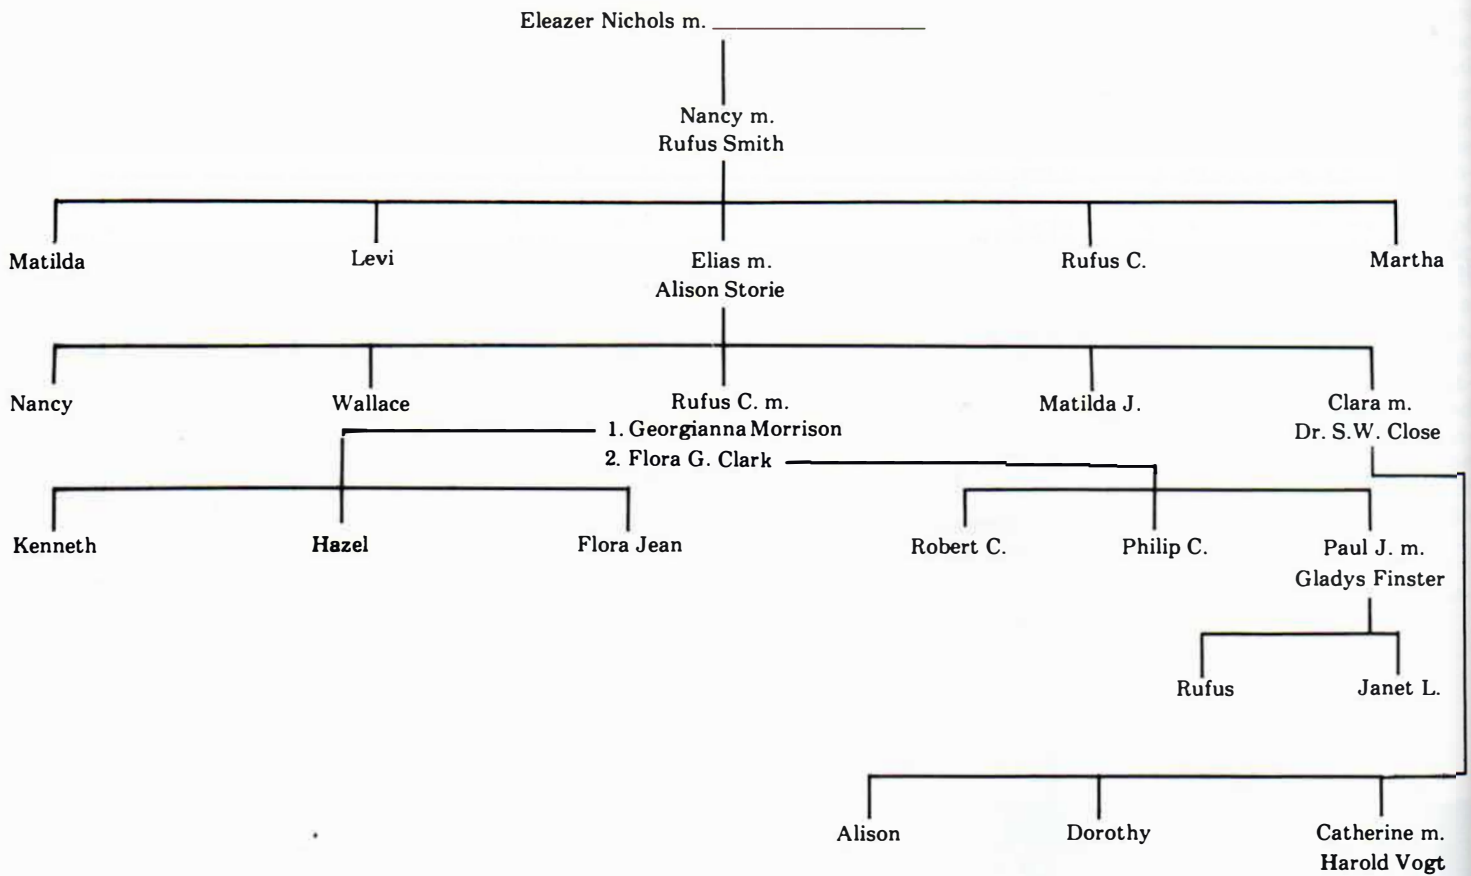 Eleazer Nichols m. ____________________
Nancy m.
Rufus Smith
Matilda
Levi
Elias m.
Alison Storie
Rufus C.
Martha
Nancy
Wallace
Rufus C. m.
1. Georgianna Morrison
2. Flora G. Clark
Matilda J.
Clara m.
Dr. S.W. Close
Kenneth
Hazel
Flora Jean
Robert C.
Philip C.
Paul J. m.
Gladys Finster
Rufus
Janet L.
Alison
Dorothy
Catherine m.
Harold Vogt